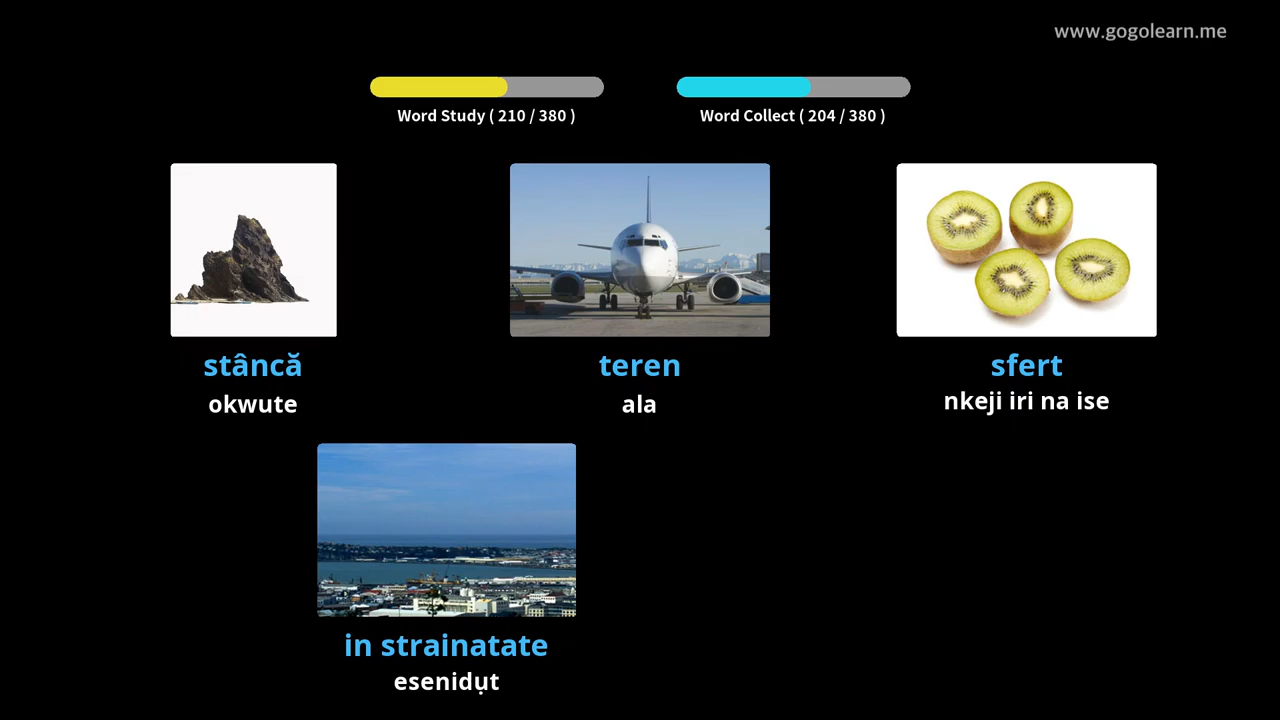 www.gogolearn.me
Word Study ( 210 / 380 )
Word Collect ( 204 / 380 )
stâncă
okwute
teren
ala
sfert
nkeji iri na ise
in strainatate
esenidụt